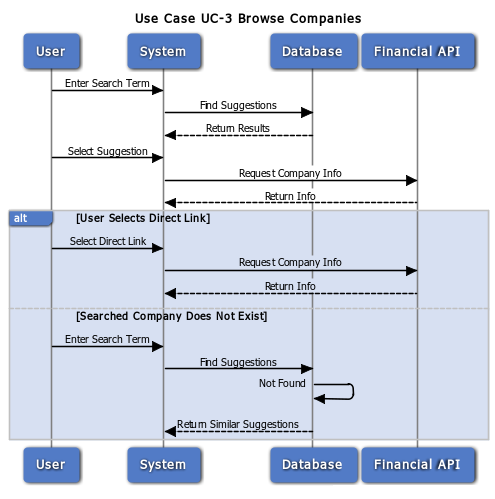 Use Case UC-3 Browse Companies
User System Database Financial API
Enter Search Term
Find Suggestions
Return Results
Select Suggestion
Request Company Info
Return Info
alt [User Selects Direct Link]
Select Direct Link
Request Company Info
Return Info
[Searched Company Does Not Exist]
Enter Search Term
Find Suggestions
Not Found
Return Similar Suggestions
User System Database Financial API